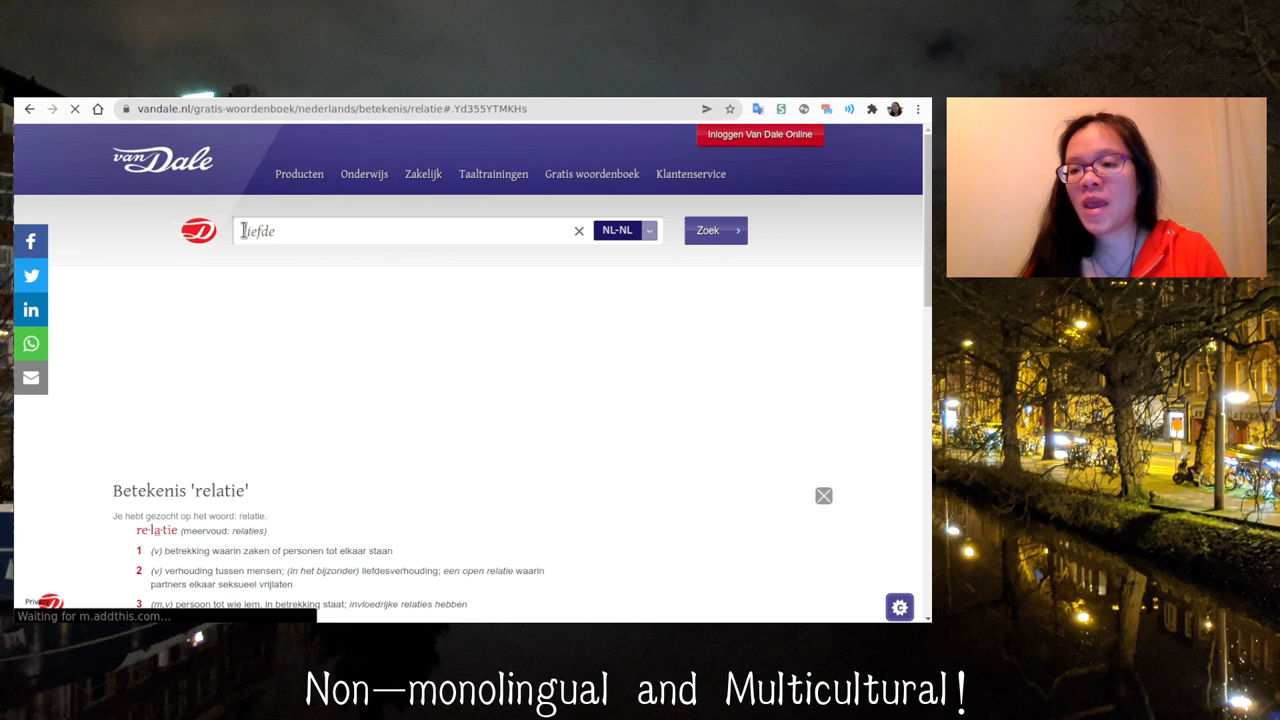 vandale.nl/gratis-woordenboek/nederlands/betekenis/relatie#.Yd355YTMKHs
Inloggen Van Dale Online
van Dale
Producten Onderwijs Zakelijk Taaltrainingen Gratis woordenboek Klantenservice
liefde
NL-NL
Zoek
Betekenis 'relatie'
Je hebt gezocht op het woord: relatie.
re·la·tie (meervoud: relaties)
1 (v) betrekking waarin zaken of personen tot elkaar staan
2 (v) verhouding tussen mensen; (in het bijzonder) liefdesverhouding; een open relatie waarin
partners elkaar seksueel vrijlaten
3 (m,v) persoon tot wie iem. in betrekking staat; invloedrijke relaties hebben
Waiting for m.addthis.com...
Non-monolingual and Multicultural!